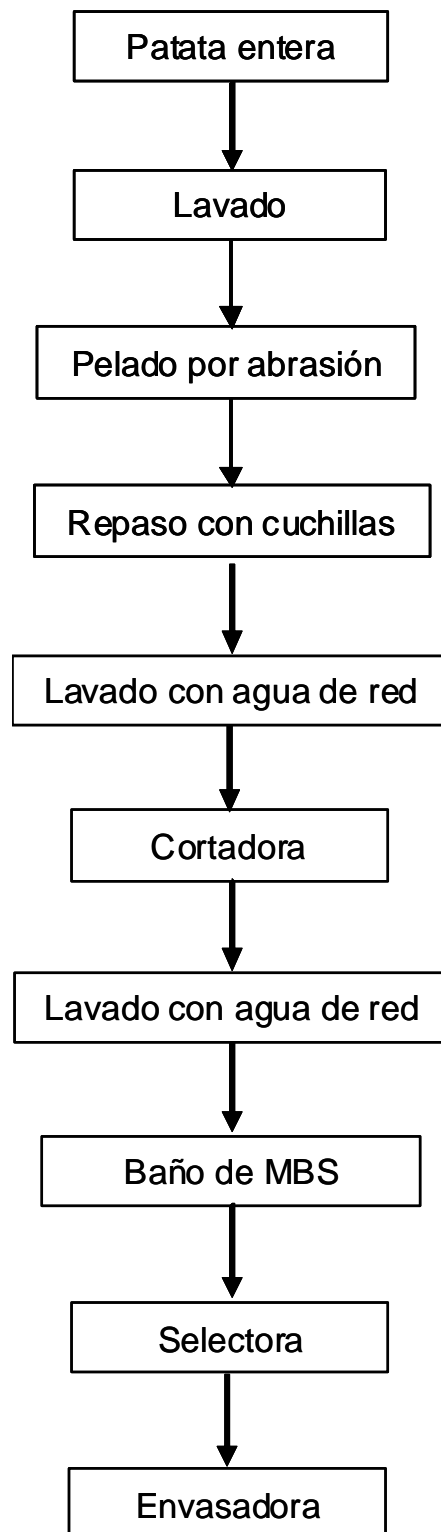 Patata entera
Lavado
Pelado por abrasión
Repaso con cuchillas
Lavado con agua de red
Cortadora
Lavado con agua de red
Baño de MBS
Selectora
Envasadora